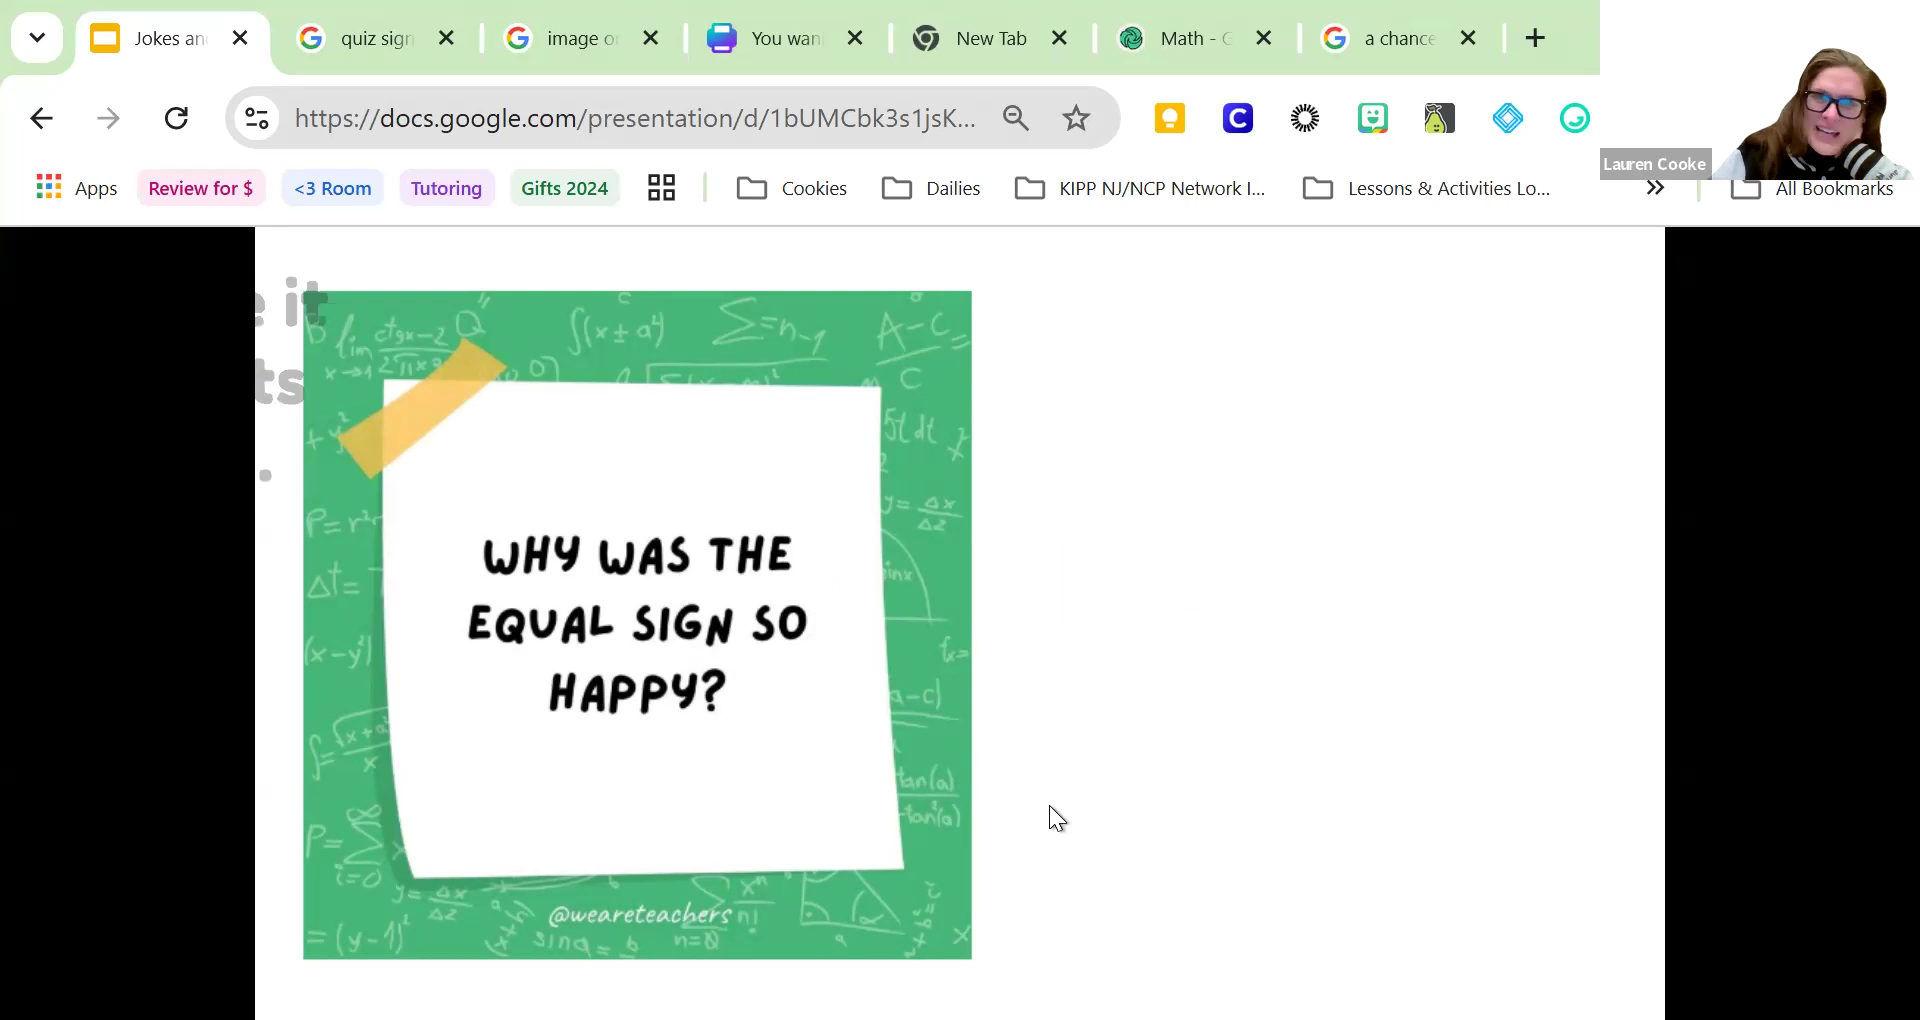 Jokes an
quiz sign
image o
You wan
New Tab
Math - G
a chance
https://docs.google.com/presentation/d/1bUMCbk3s1jsK...
Lauren Cooke
Apps
Review for $
<3 Room
Tutoring
Gifts 2024
Cookies
Dailies
KIPP NJ/NCP Network I...
Lessons & Activities Lo...
All Bookmarks
e it
ts
.
WHY WAS THE
EQUAL SIGN SO
HAPPY?
@weareteachers